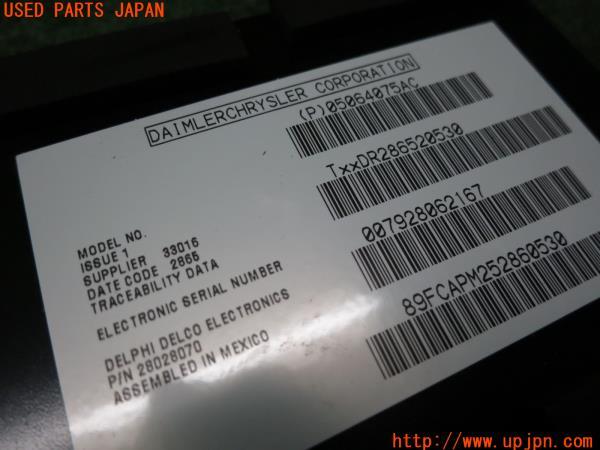 USED PARTS JAPAN
DAIMLERCHRYSLER CORPORATION
(P)05064075AC
TxxDR286520530
007928062167
89FCAPM252860530
MODEL NO.
ISSUE 1
SUPPLIER 33016
DATE CODE 2865
TRACEABILITY DATA
ELECTRONIC SERIAL NUMBER
DELPHI DELCO ELECTRONICS
P/N 28028070
ASSEMBLED IN MEXICO
http://www.upjpn.com/